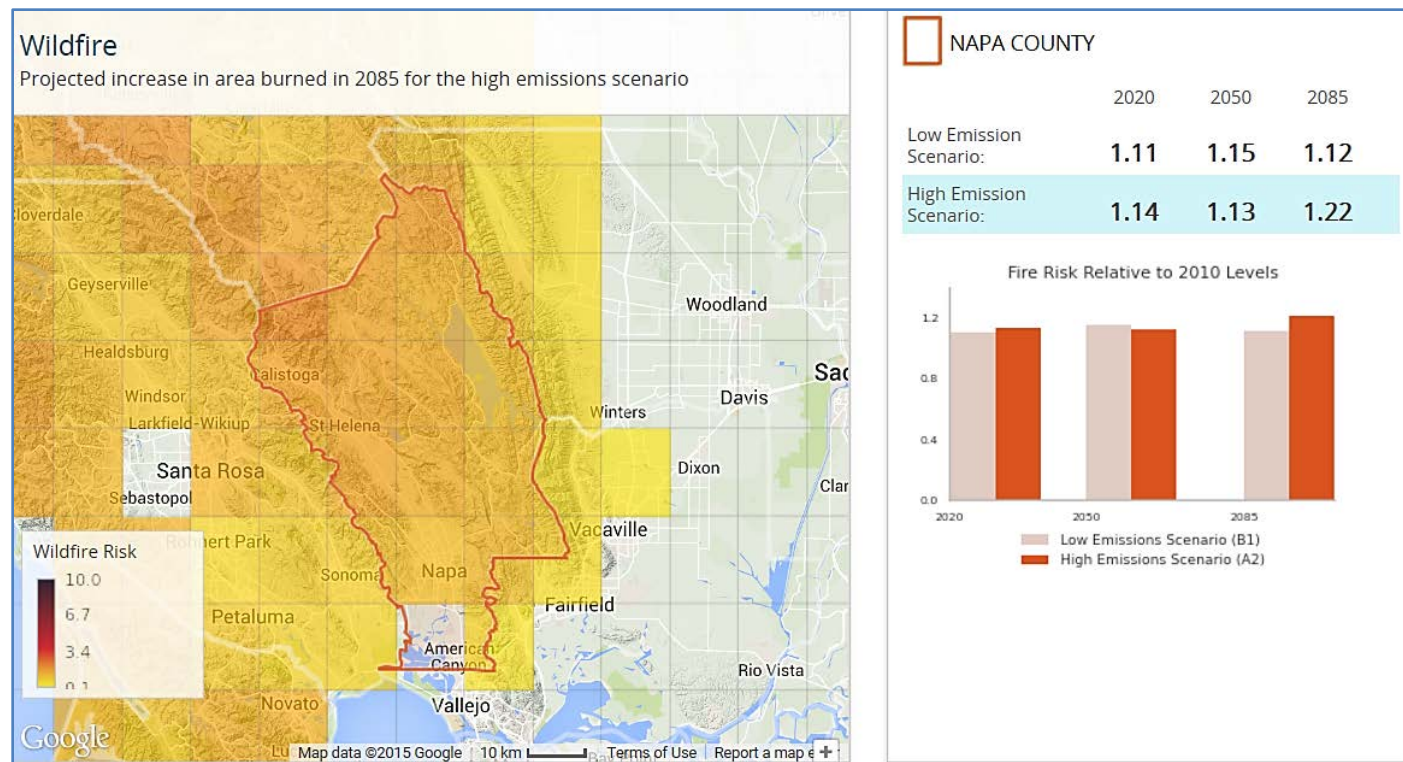 Wildfire
Projected increase in area burned in 2085 for the high emissions scenario
Cloverdale
Geyserville
Healdsburg
Windsor
Larkfield-Wikiup
Santa Rosa
Sebastopol
Calistoga
St Helena
Woodland
Sac
Davis
Winters
Dixon
Clar
Vacaville
Rohnert Park
Sonoma
Napa
Petaluma
Fairfield
American
Canyon
Rio Vista
Novato
Vallejo
Wildfire Risk
10.0
6.7
3.4
0.1
Google
Map data ©2015 Google
10 km
Terms of Use
Report a map e
+
NAPA COUNTY
2020 2050 2085
Low Emission
Scenario: 1.11 1.15 1.12
High Emission
Scenario: 1.14 1.13 1.22
Fire Risk Relative to 2010 Levels
1.2
0.8
0.4
0.0
2020 2050 2085
Low Emissions Scenario (B1)
High Emissions Scenario (A2)